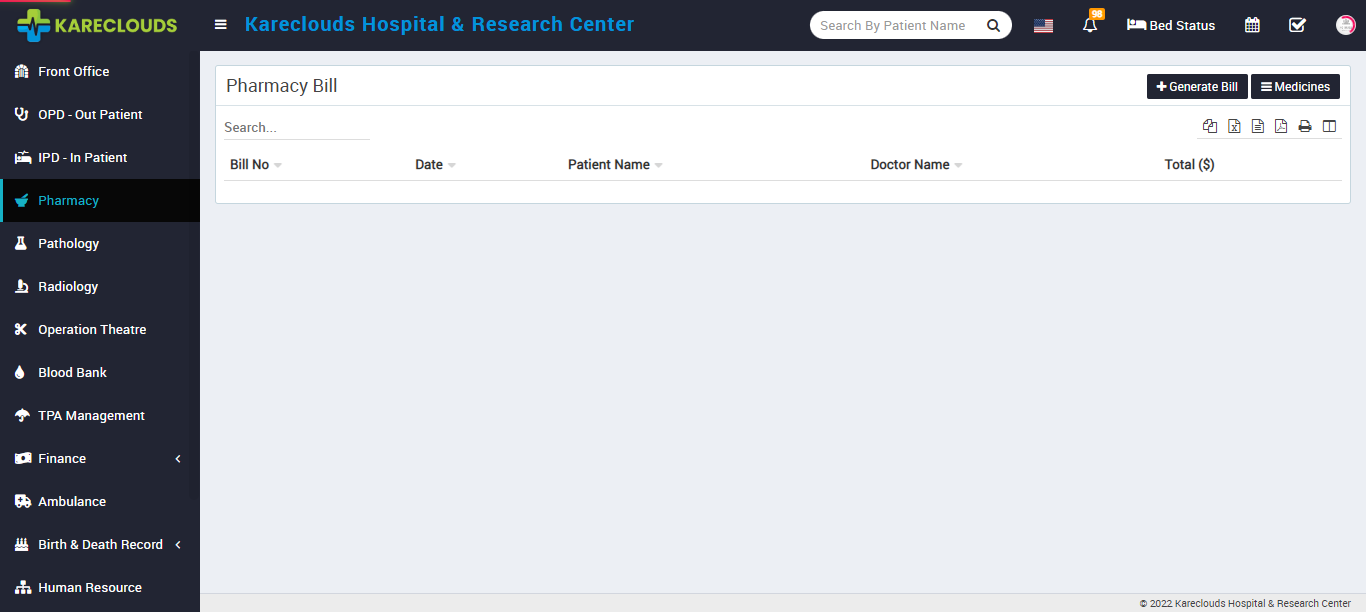 KARECLOUDS
Kareclouds Hospital & Research Center
Search By Patient Name
98
Bed Status
Front Office
OPD - Out Patient
IPD - In Patient
Pharmacy
Pathology
Radiology
Operation Theatre
Blood Bank
TPA Management
Finance
Ambulance
Birth & Death Record
Human Resource
Pharmacy Bill
Generate Bill
Medicines
Search...
Bill No
Date
Patient Name
Doctor Name
Total ($)
© 2022 Kareclouds Hospital & Research Center